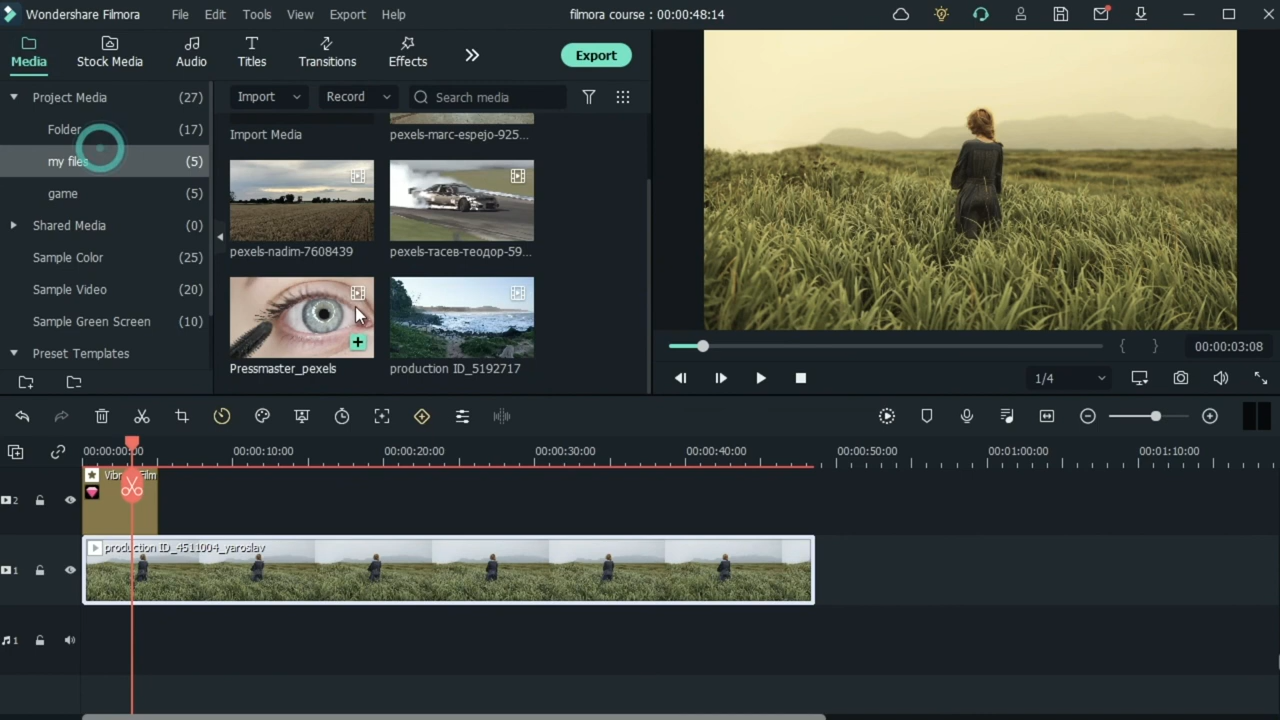 Wondershare Filmora File Edit Tools View Export Help filmora course : 00:00:48:14
Media Stock Media Audio Titles Transitions Effects Export
Project Media (27) Import Record Search media
Folder (17) Import Media pexels-marc-espejo-925...
my files (5)
game (5)
Shared Media (0)
pexels-nadim-7608439 pexels-тасев-теодор-59...
Sample Color (25)
Sample Video (20)
Sample Green Screen (10)
Preset Templates
Pressmaster_pexels production ID_5192717
00:00:03:08
1/4
00:00:00:00 00:00:10:00 00:00:20:00 00:00:30:00 00:00:40:00 00:00:50:00 00:01:00:00 00:01:10:00
Film
2
production ID_4511004_yaroslav
1
1